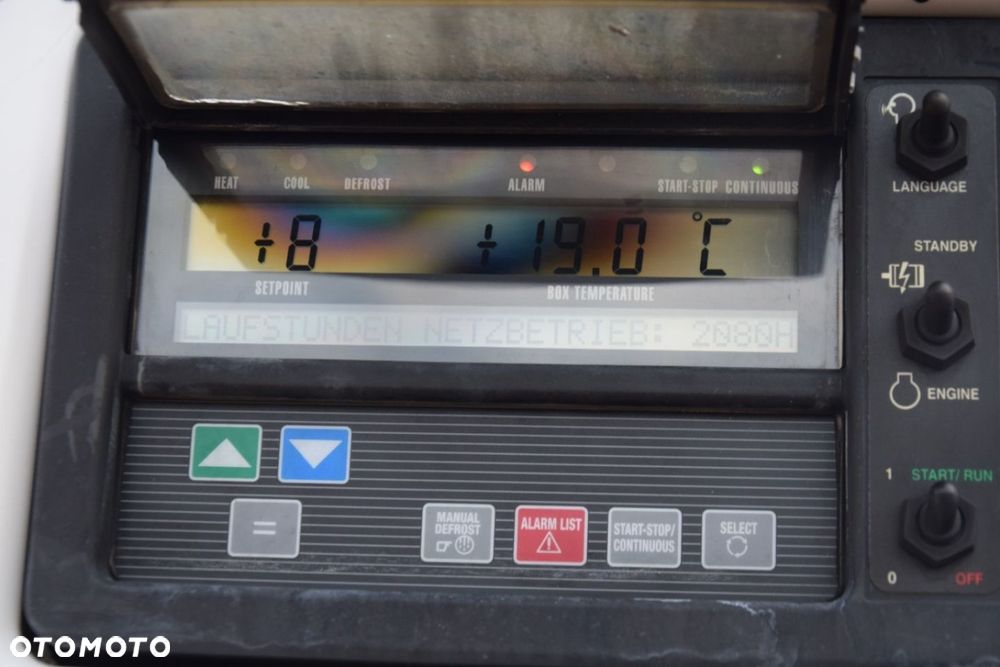 HEAT COOL DEFROST ALARM START-STOP CONTINUOUS
+8 +19.0 °C
SETPOINT BOX TEMPERATURE
LAUFSTUNDEN NETZBETRIEB: 2080H
=
MANUAL DEFROST
ALARM LIST
START-STOP/ CONTINUOUS
SELECT
LANGUAGE
STANDBY
ENGINE
1 START/ RUN
0 OFF
OTOMOTO